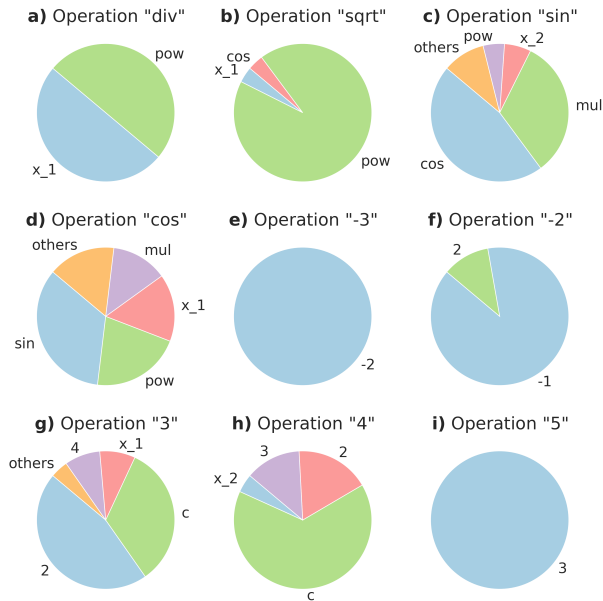 a) Operation "div"
pow
x_1
b) Operation "sqrt"
cos
x_1
pow
c) Operation "sin"
pow
x_2
others
mul
cos
d) Operation "cos"
others
mul
x_1
sin
pow
e) Operation "-3"
-2
f) Operation "-2"
2
-1
g) Operation "3"
4
x_1
others
c
2
h) Operation "4"
3
2
x_2
c
i) Operation "5"
3